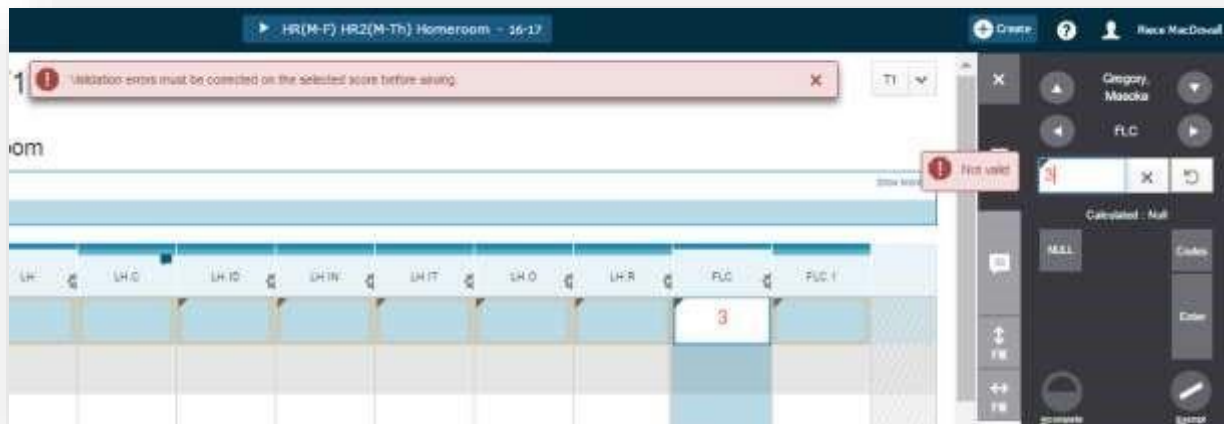 HR(M-F) HR2(M-Th) Homeroom - 16-17
Create
Reece MacDowall
Validation errors must be corrected on the selected score before saving.
T1
Gregory,
FLC
om
Not valid
3
Calculated : Null
NULL
Codes
Enter
LH
LH C
LH ID
LH IN
LH IT
LH O
LH R
FLC
FLC 1
3
Fill
Fill
Exempt